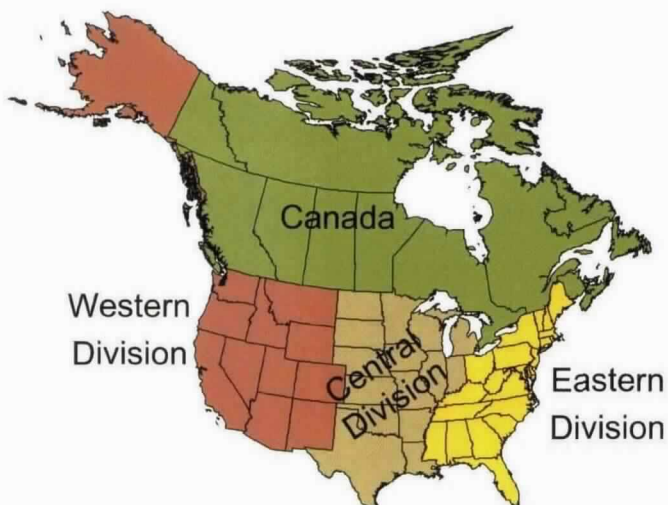 Canada
Western
Division
Central
Division
Eastern
Division